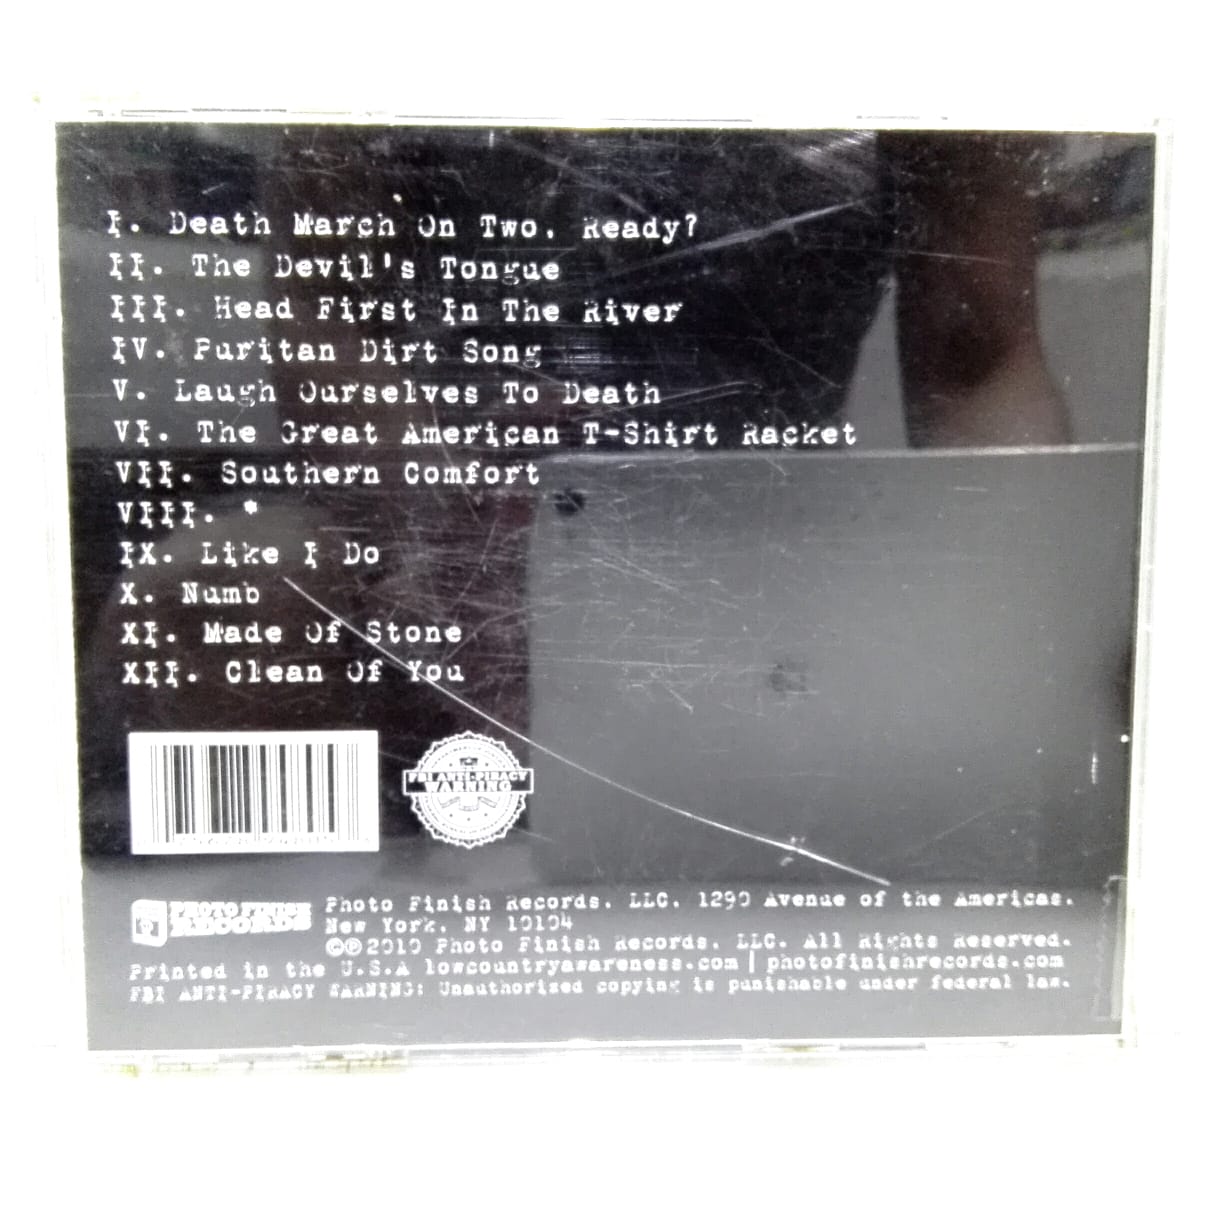 I. Death March On Two, Ready?
II. The Devil's Tongue
III. Head First In The River
IV. Puritan Dirt Song
V. Laugh Ourselves To Death
VI. The Great American T-Shirt Racket
VII. Southern Comfort
VIII. *
IX. Like I Do
X. Numb
XI. Made Of Stone
XII. Clean Of You
FBI ANTI-PIRACY
WARNING
PHOTO FINISH
RECORDS
Photo Finish Records, LLC. 1290 Avenue of the Americas.
New York, NY 10104
©℗2010 Photo Finish Records, LLC. All Rights Reserved.
Printed in the U.S.A lowcountryawareness.com | photofinishrecords.com
FBI ANTI-PIRACY WARNING: Unauthorized copying is punishable under federal law.